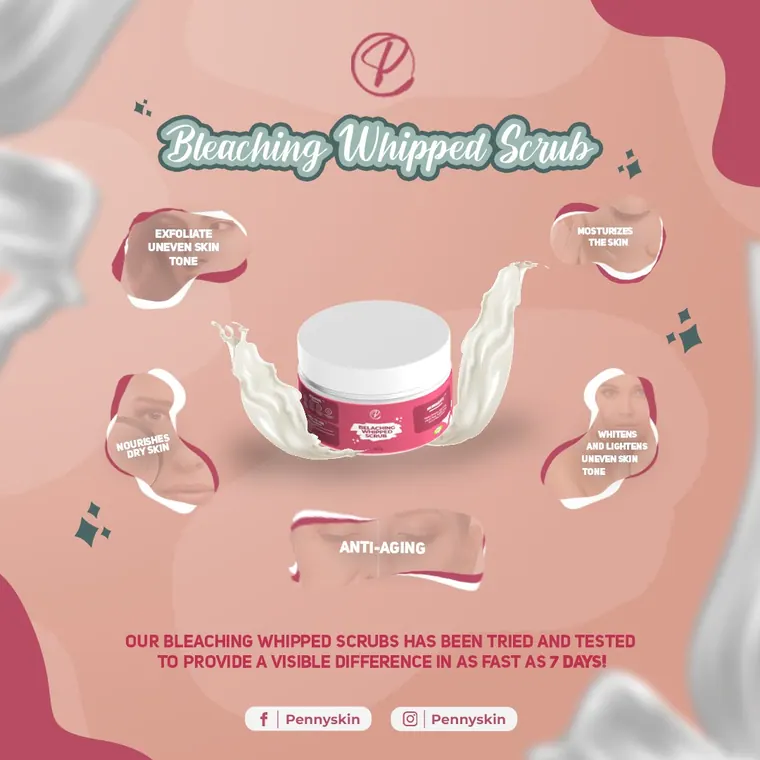 Bleaching Whipped Scrub
EXFOLIATE
UNEVEN SKIN
TONE
MOSTURIZES
THE SKIN
BELACHING
WHIPPED
SCRUB
NOURISHES
DRY SKIN
WHITENS
AND LIGHTENS
UNEVEN SKIN
TONE
ANTI-AGING
OUR BLEACHING WHIPPED SCRUBS HAS BEEN TRIED AND TESTED
TO PROVIDE A VISIBLE DIFFERENCE IN AS FAST AS 7 DAYS!
Pennyskin
Pennyskin